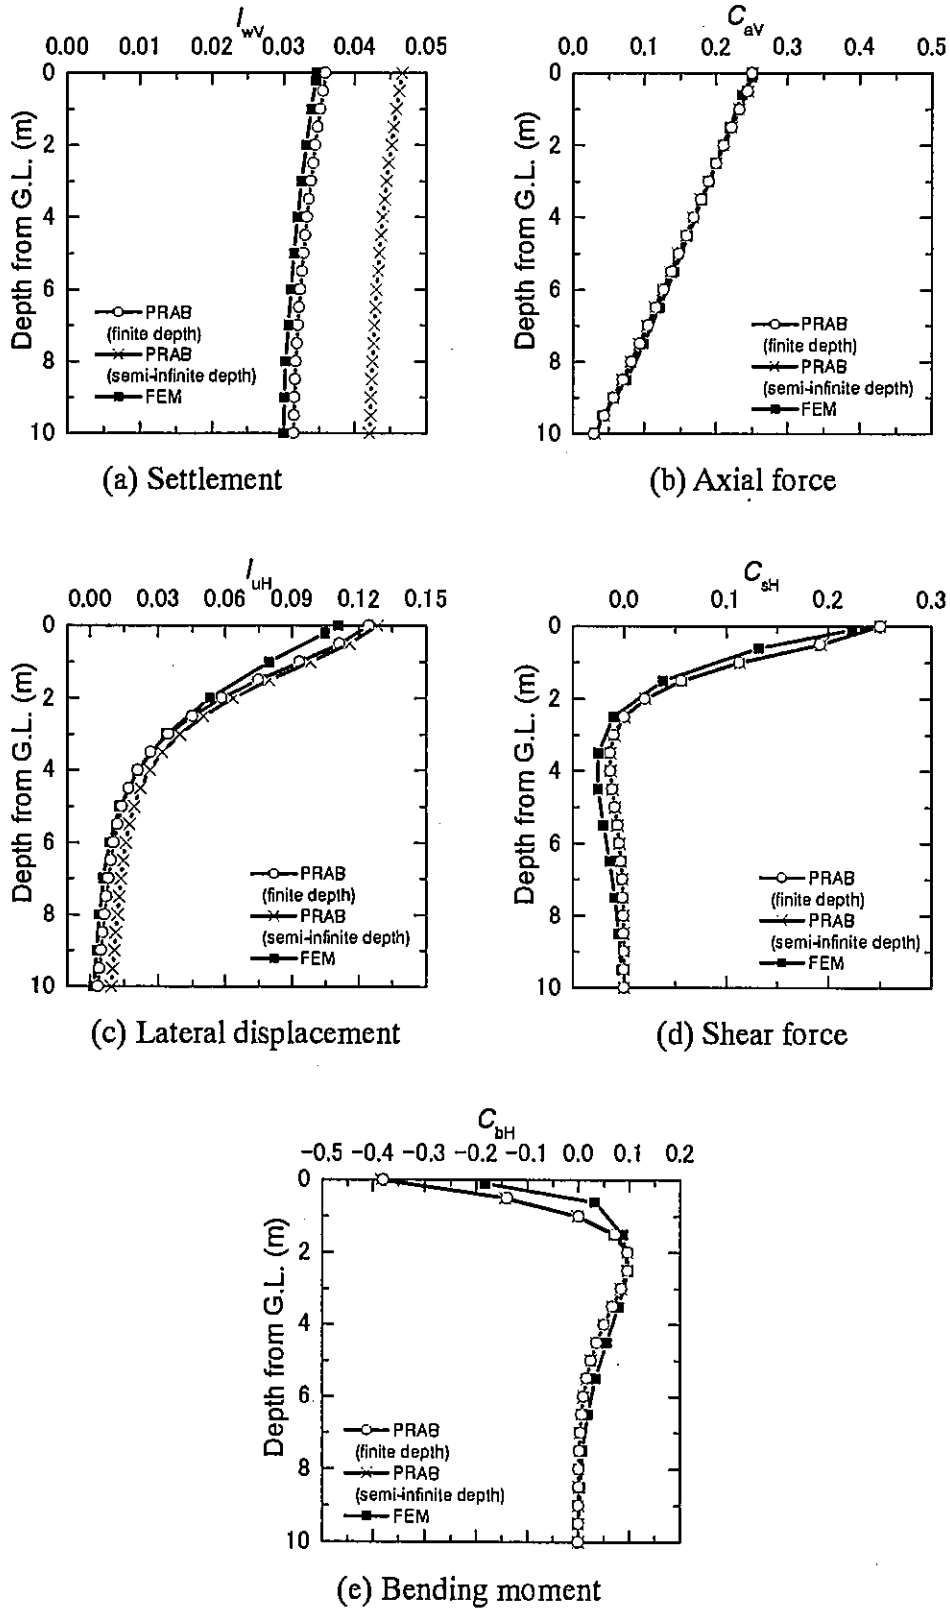 I_wV
0.00 0.01 0.02 0.03 0.04 0.05
0
2
4
6
8
10
Depth from G.L. (m)
PRAB
(finite depth)
PRAB
(semi-infinite depth)
FEM
(a) Settlement
C_aV
0.0 0.1 0.2 0.3 0.4 0.5
0
2
4
6
8
10
Depth from G.L. (m)
PRAB
(finite depth)
PRAB
(semi-infinite depth)
FEM
(b) Axial force
I_uH
0.00 0.03 0.06 0.09 0.12 0.15
0
2
4
6
8
10
Depth from G.L. (m)
PRAB
(finite depth)
PRAB
(semi-infinite depth)
FEM
(c) Lateral displacement
C_sH
0.0 0.1 0.2 0.3
0
2
4
6
8
10
Depth from G.L. (m)
PRAB
(finite depth)
PRAB
(semi-infinite depth)
FEM
(d) Shear force
C_bH
-0.5 -0.4 -0.3 -0.2 -0.1 0.0 0.1 0.2
0
2
4
6
8
10
Depth from G.L. (m)
PRAB
(finite depth)
PRAB
(semi-infinite depth)
FEM
(e) Bending moment